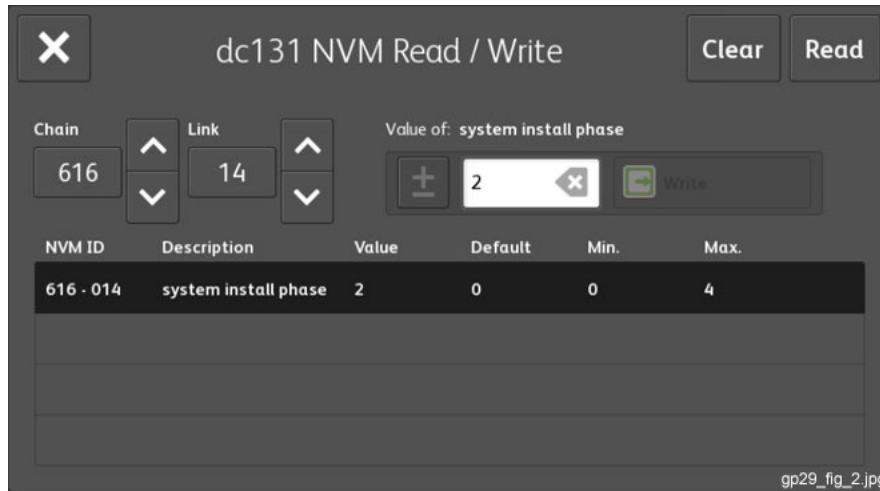 dc131 NVM Read / Write
Clear
Read
Chain
Link
Value of: system install phase
616
14
2
Write
NVM ID Description Value Default Min. Max.
616 - 014 system install phase 2 0 0 4
gp29_fig_2.jpg